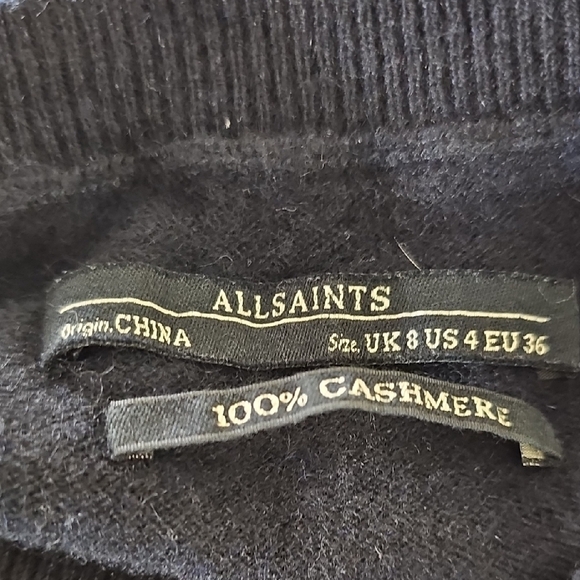 ALLSAINTS
Origin. CHINA Size. UK 8 US 4 EU 36
100% CASHMERE